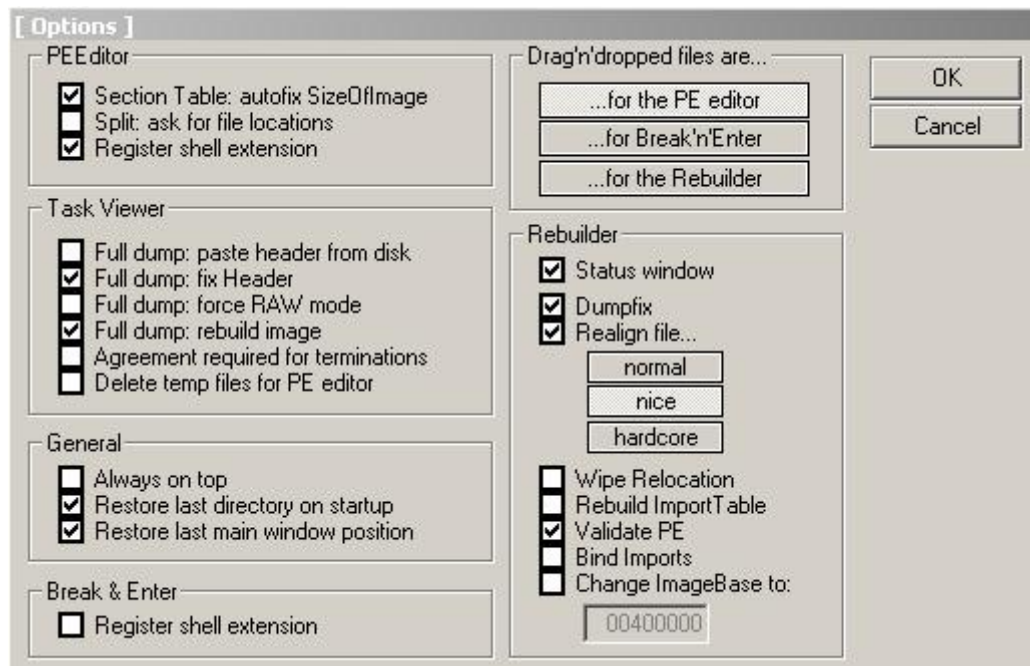 [ Options ]
PEEditor
Section Table: autofix SizeOfImage
Split: ask for file locations
Register shell extension
Task Viewer
Full dump: paste header from disk
Full dump: fix Header
Full dump: force RAW mode
Full dump: rebuild image
Agreement required for terminations
Delete temp files for PE editor
General
Always on top
Restore last directory on startup
Restore last main window position
Break & Enter
Register shell extension
Drag'n'dropped files are...
...for the PE editor
...for Break'n'Enter
...for the Rebuilder
Rebuilder
Status window
Dumpfix
Realign file...
normal
nice
hardcore
Wipe Relocation
Rebuild ImportTable
Validate PE
Bind Imports
Change ImageBase to:
00400000
OK
Cancel